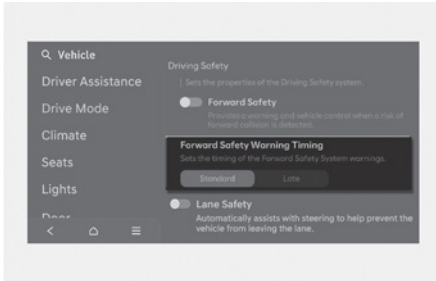 Vehicle
Driver Assistance
Drive Mode
Climate
Seats
Lights
Door
Driving Safety
Sets the properties of the Driving Safety system.
Forward Safety
Provides a warning and vehicle control when a risk of
forward collision is detected.
Forward Safety Warning Timing
Sets the timing of the Forward Safety System warnings.
Standard
Late
Lane Safety
Automatically assists with steering to help prevent the
vehicle from leaving the lane.